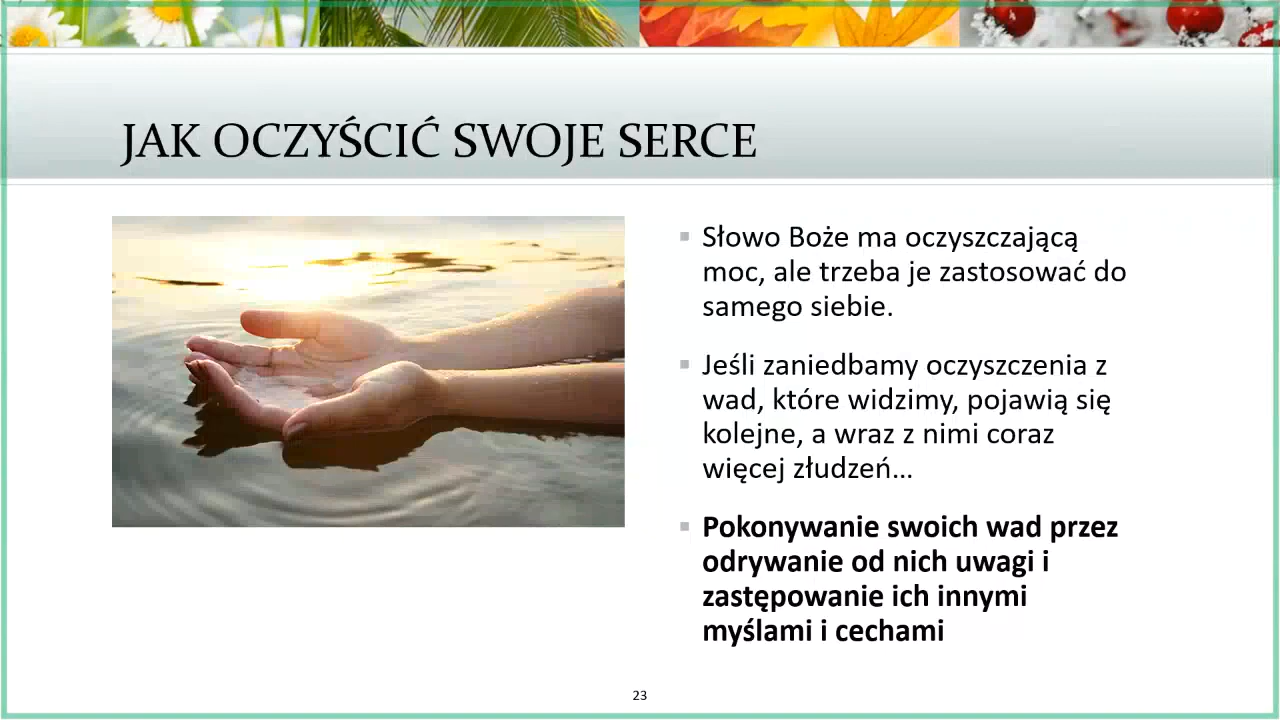 JAK OCZYŚCIĆ SWOJE SERCE
Słowo Boże ma oczyszczającą
moc, ale trzeba je zastosować do
samego siebie.
Jeśli zaniedbamy oczyszczenia z
wad, które widzimy, pojawią się
kolejne, a wraz z nimi coraz
więcej złudzeń…
Pokonywanie swoich wad przez
odrywanie od nich uwagi i
zastępowanie ich innymi
myślami i cechami
23